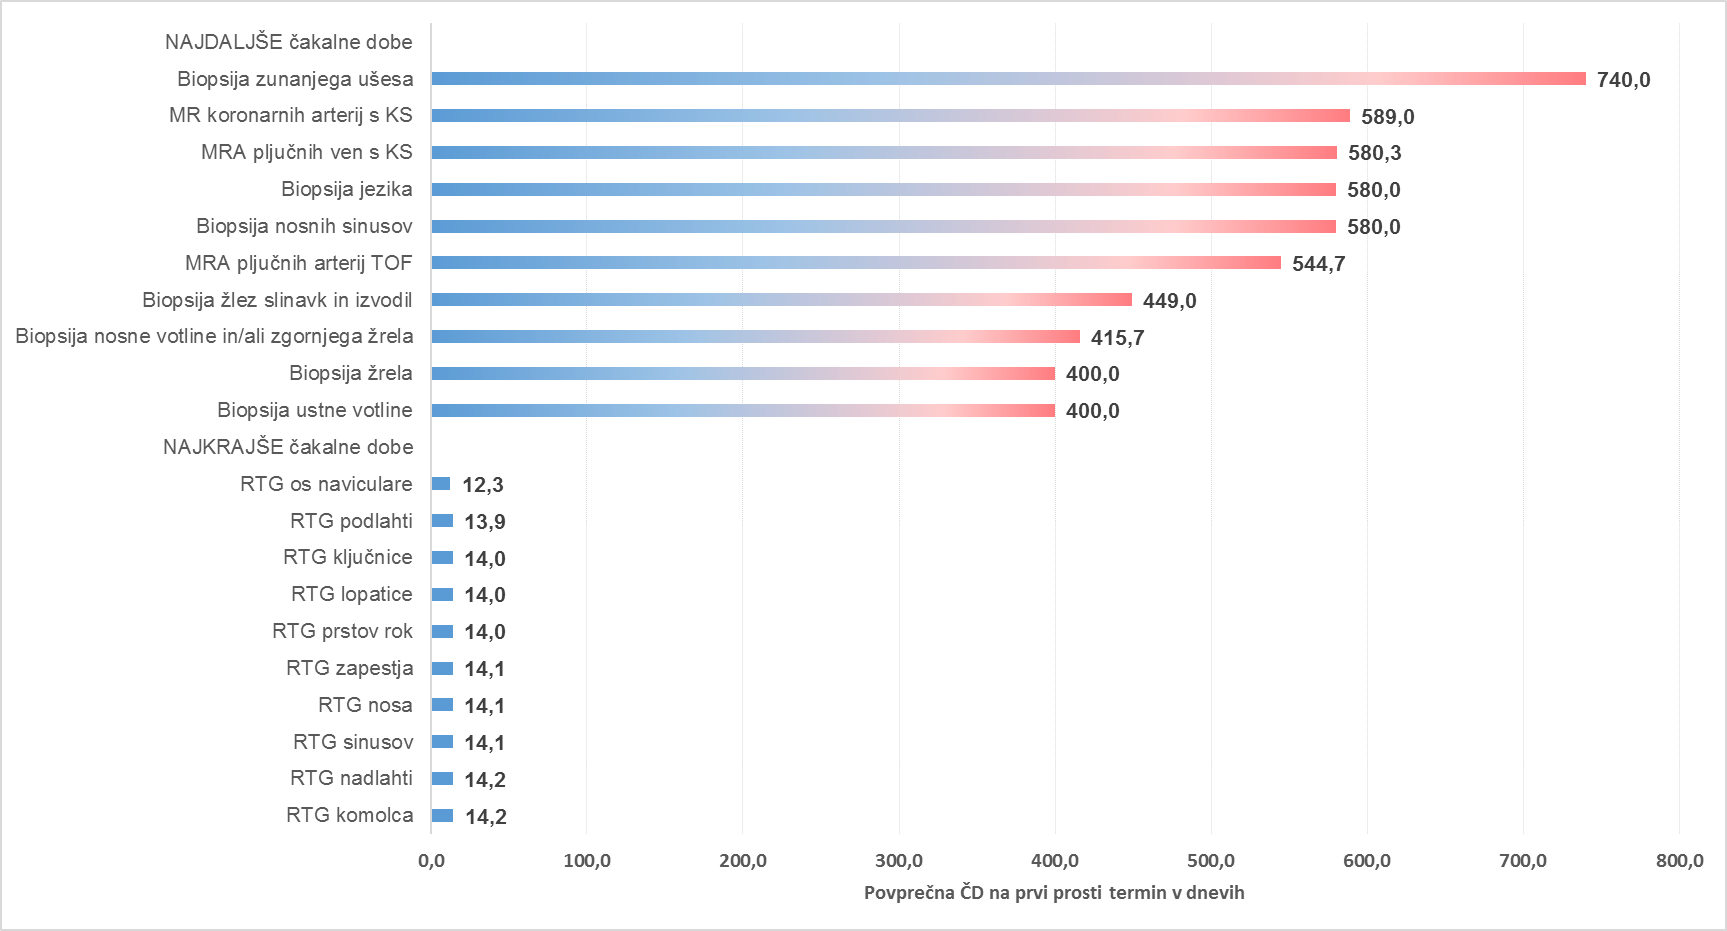 NAJDALJŠE čakalne dobe
Biopsija zunanjega ušesa 740,0
MR koronarnih arterij s KS 589,0
MRA pljučnih ven s KS 580,3
Biopsija jezika 580,0
Biopsija nosnih sinusov 580,0
MRA pljučnih arterij TOF 544,7
Biopsija žlez slinavk in izvodil 449,0
Biopsija nosne votline in/ali zgornjega žrela 415,7
Biopsija žrela 400,0
Biopsija ustne votline 400,0
NAJKRAJŠE čakalne dobe
RTG os naviculare 12,3
RTG podlahti 13,9
RTG ključnice 14,0
RTG lopatice 14,0
RTG prstov rok 14,0
RTG zapestja 14,1
RTG nosa 14,1
RTG sinusov 14,1
RTG nadlahti 14,2
RTG komolca 14,2
0,0 100,0 200,0 300,0 400,0 500,0 600,0 700,0 800,0
Povprečna ČD na prvi prosti termin v dnevih